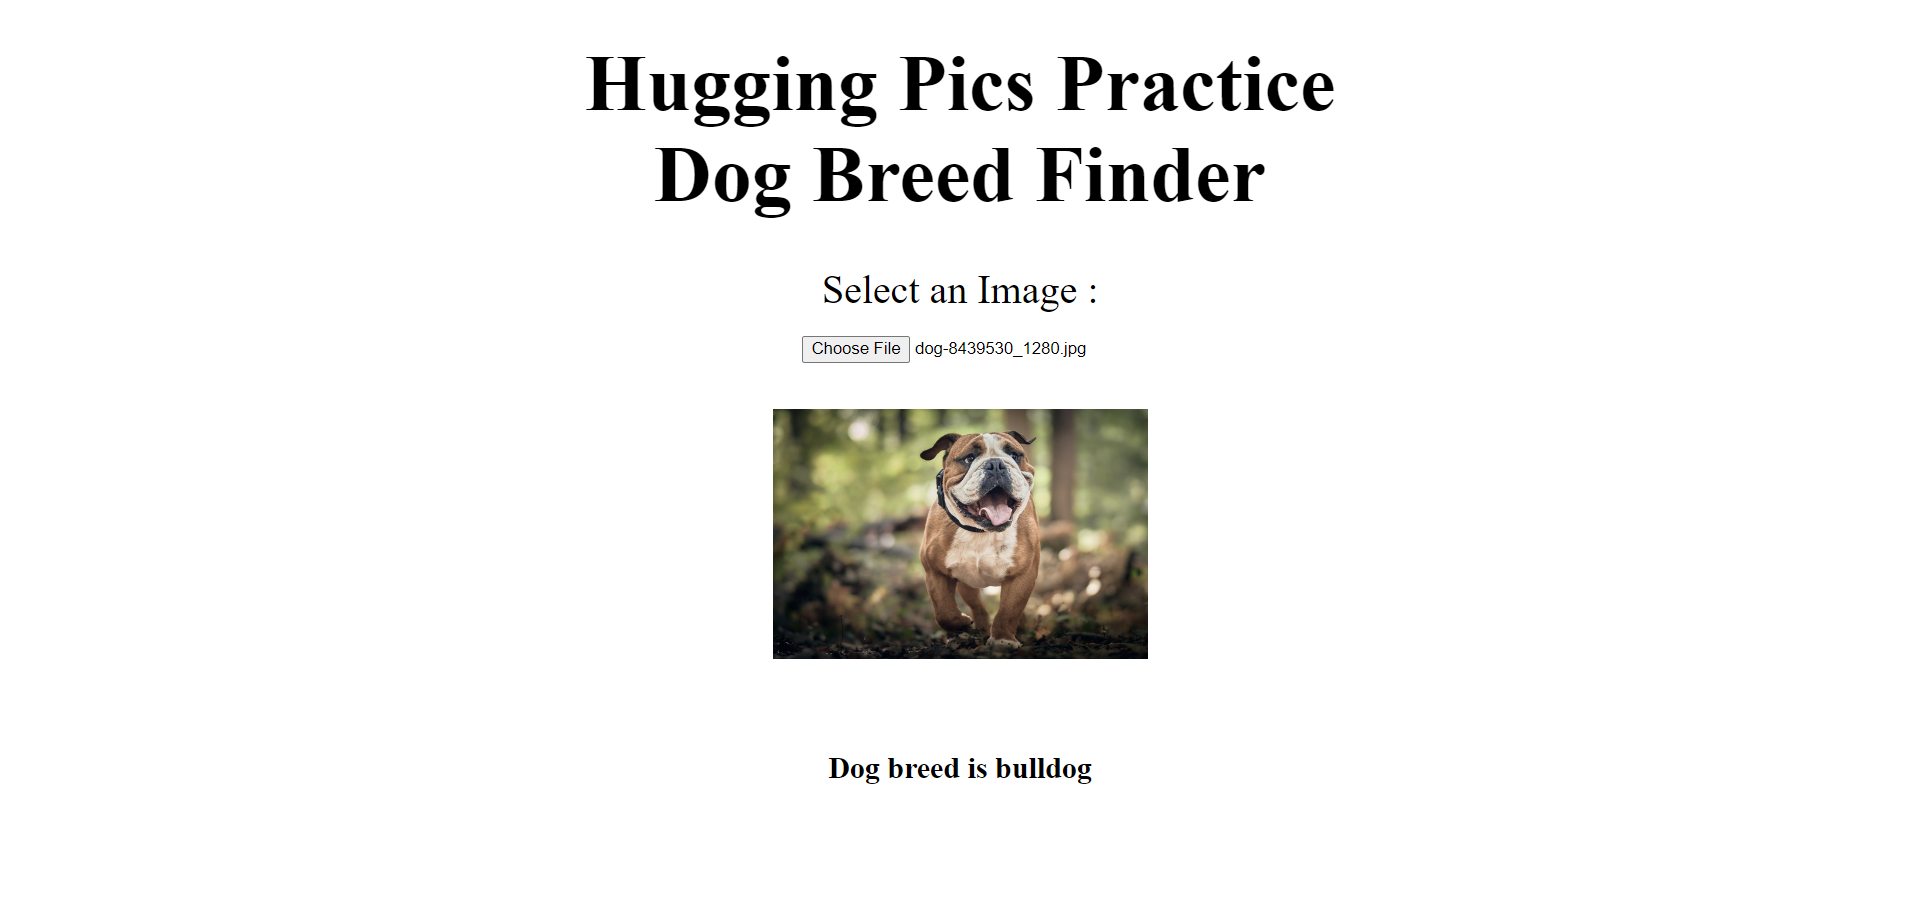 Hugging Pics Practice
Dog Breed Finder
Select an Image :
Choose File dog-8439530_1280.jpg
Dog breed is bulldog